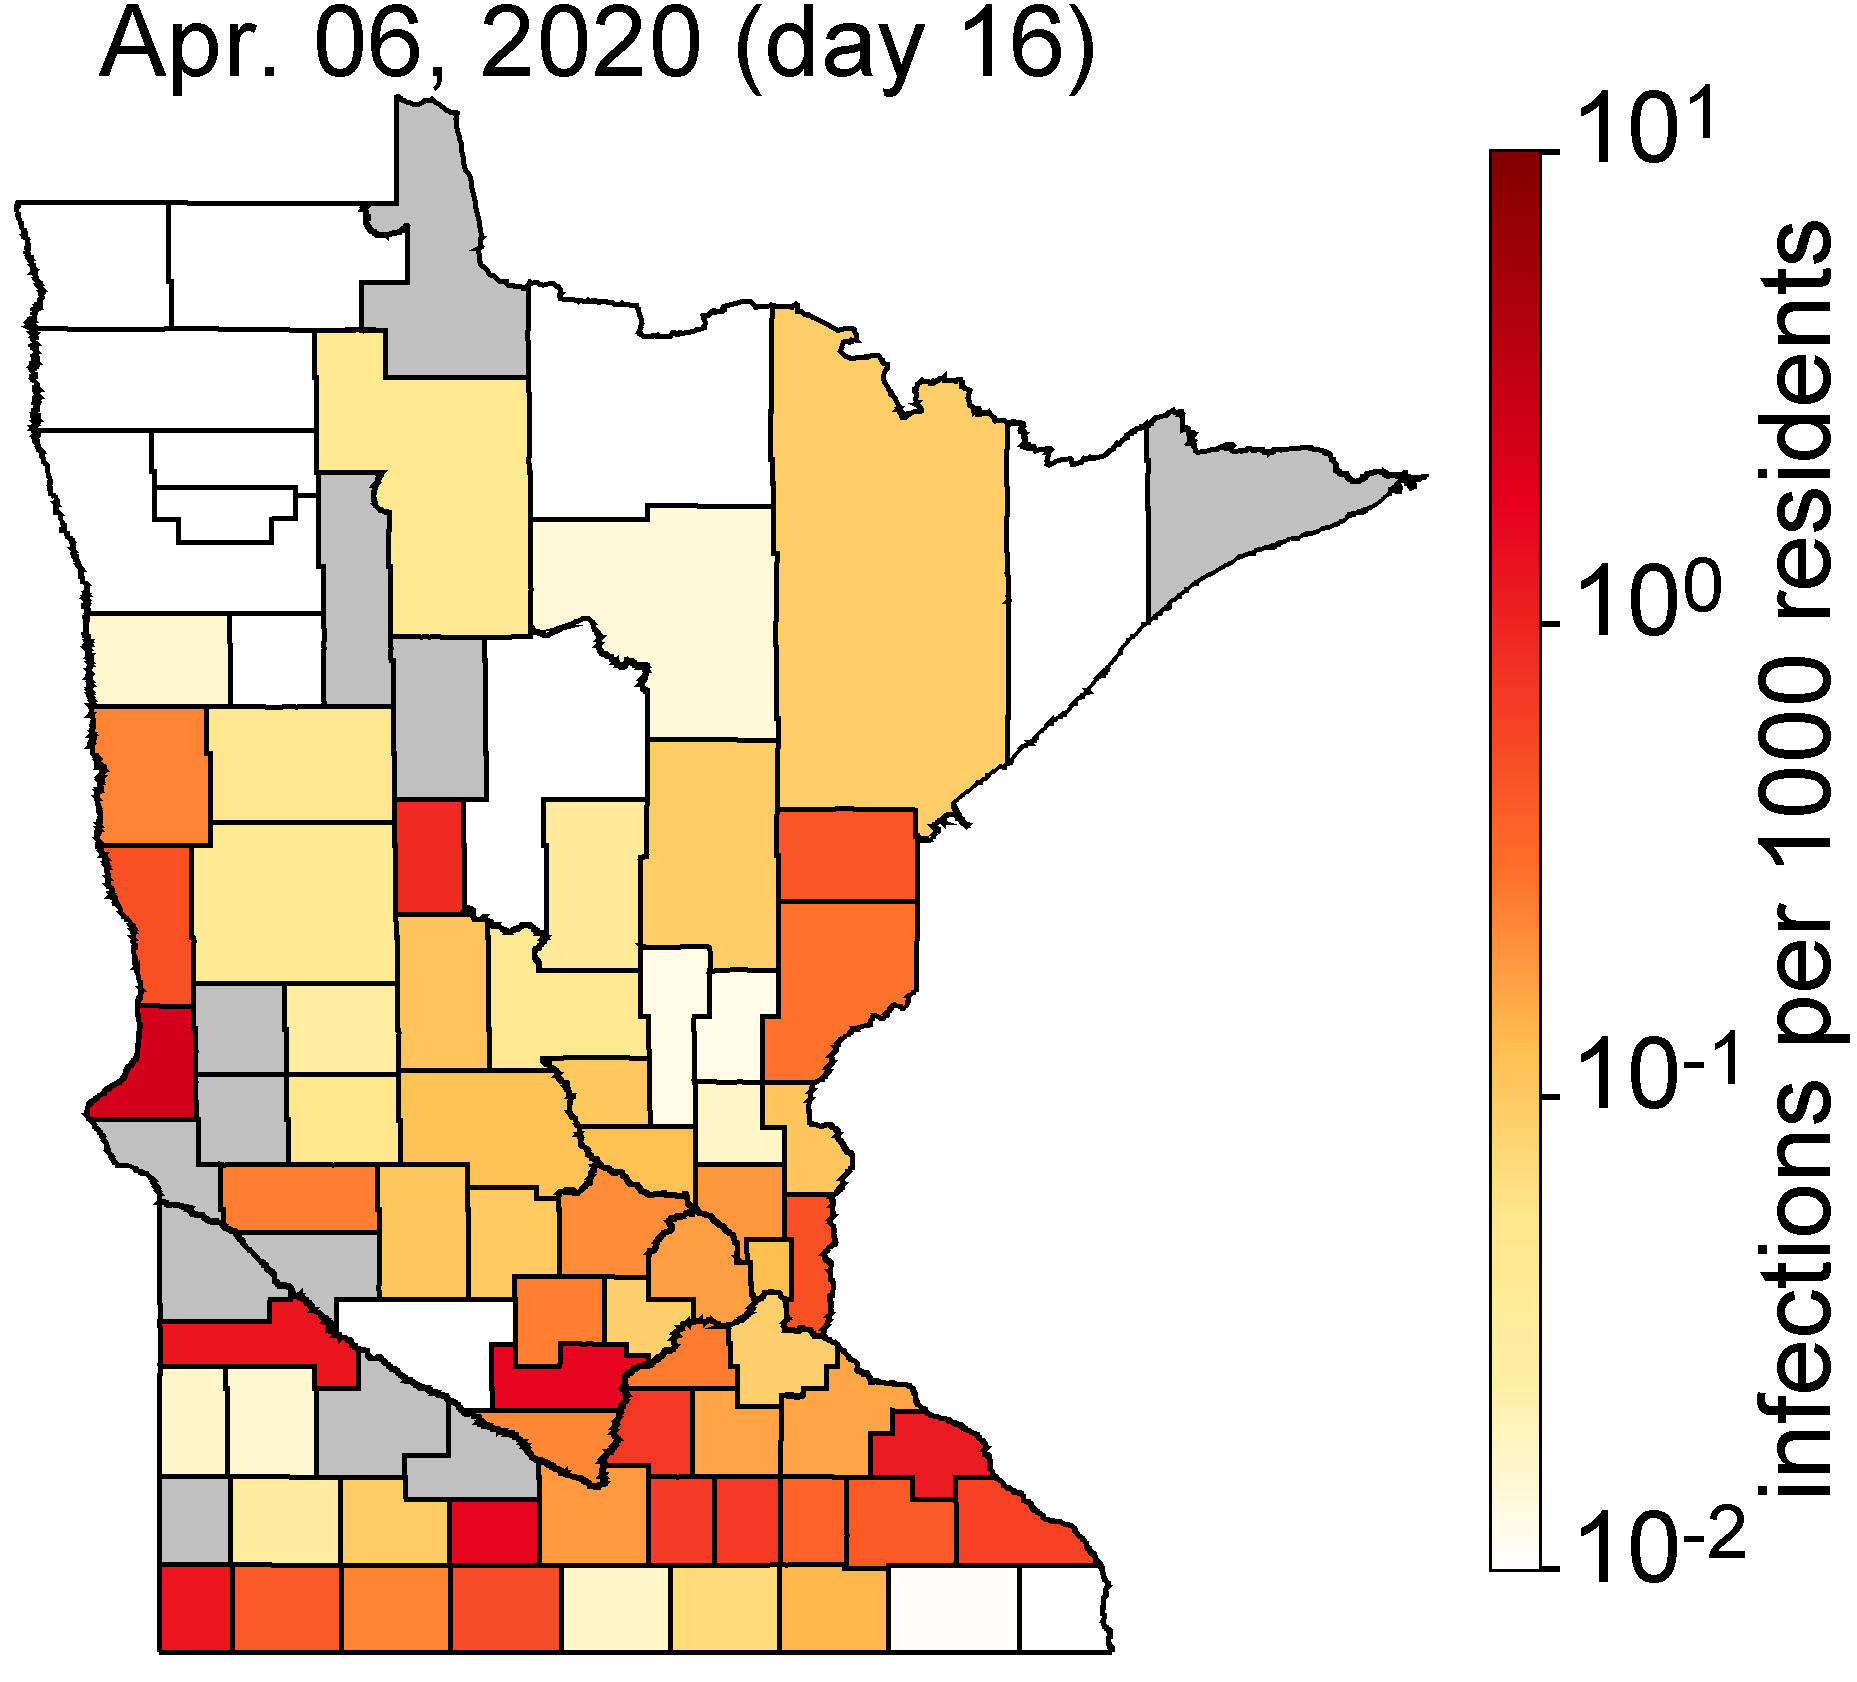 Apr. 06, 2020 (day 16)
10¹
10⁰
10⁻¹
10⁻²
infections per 1000 residents